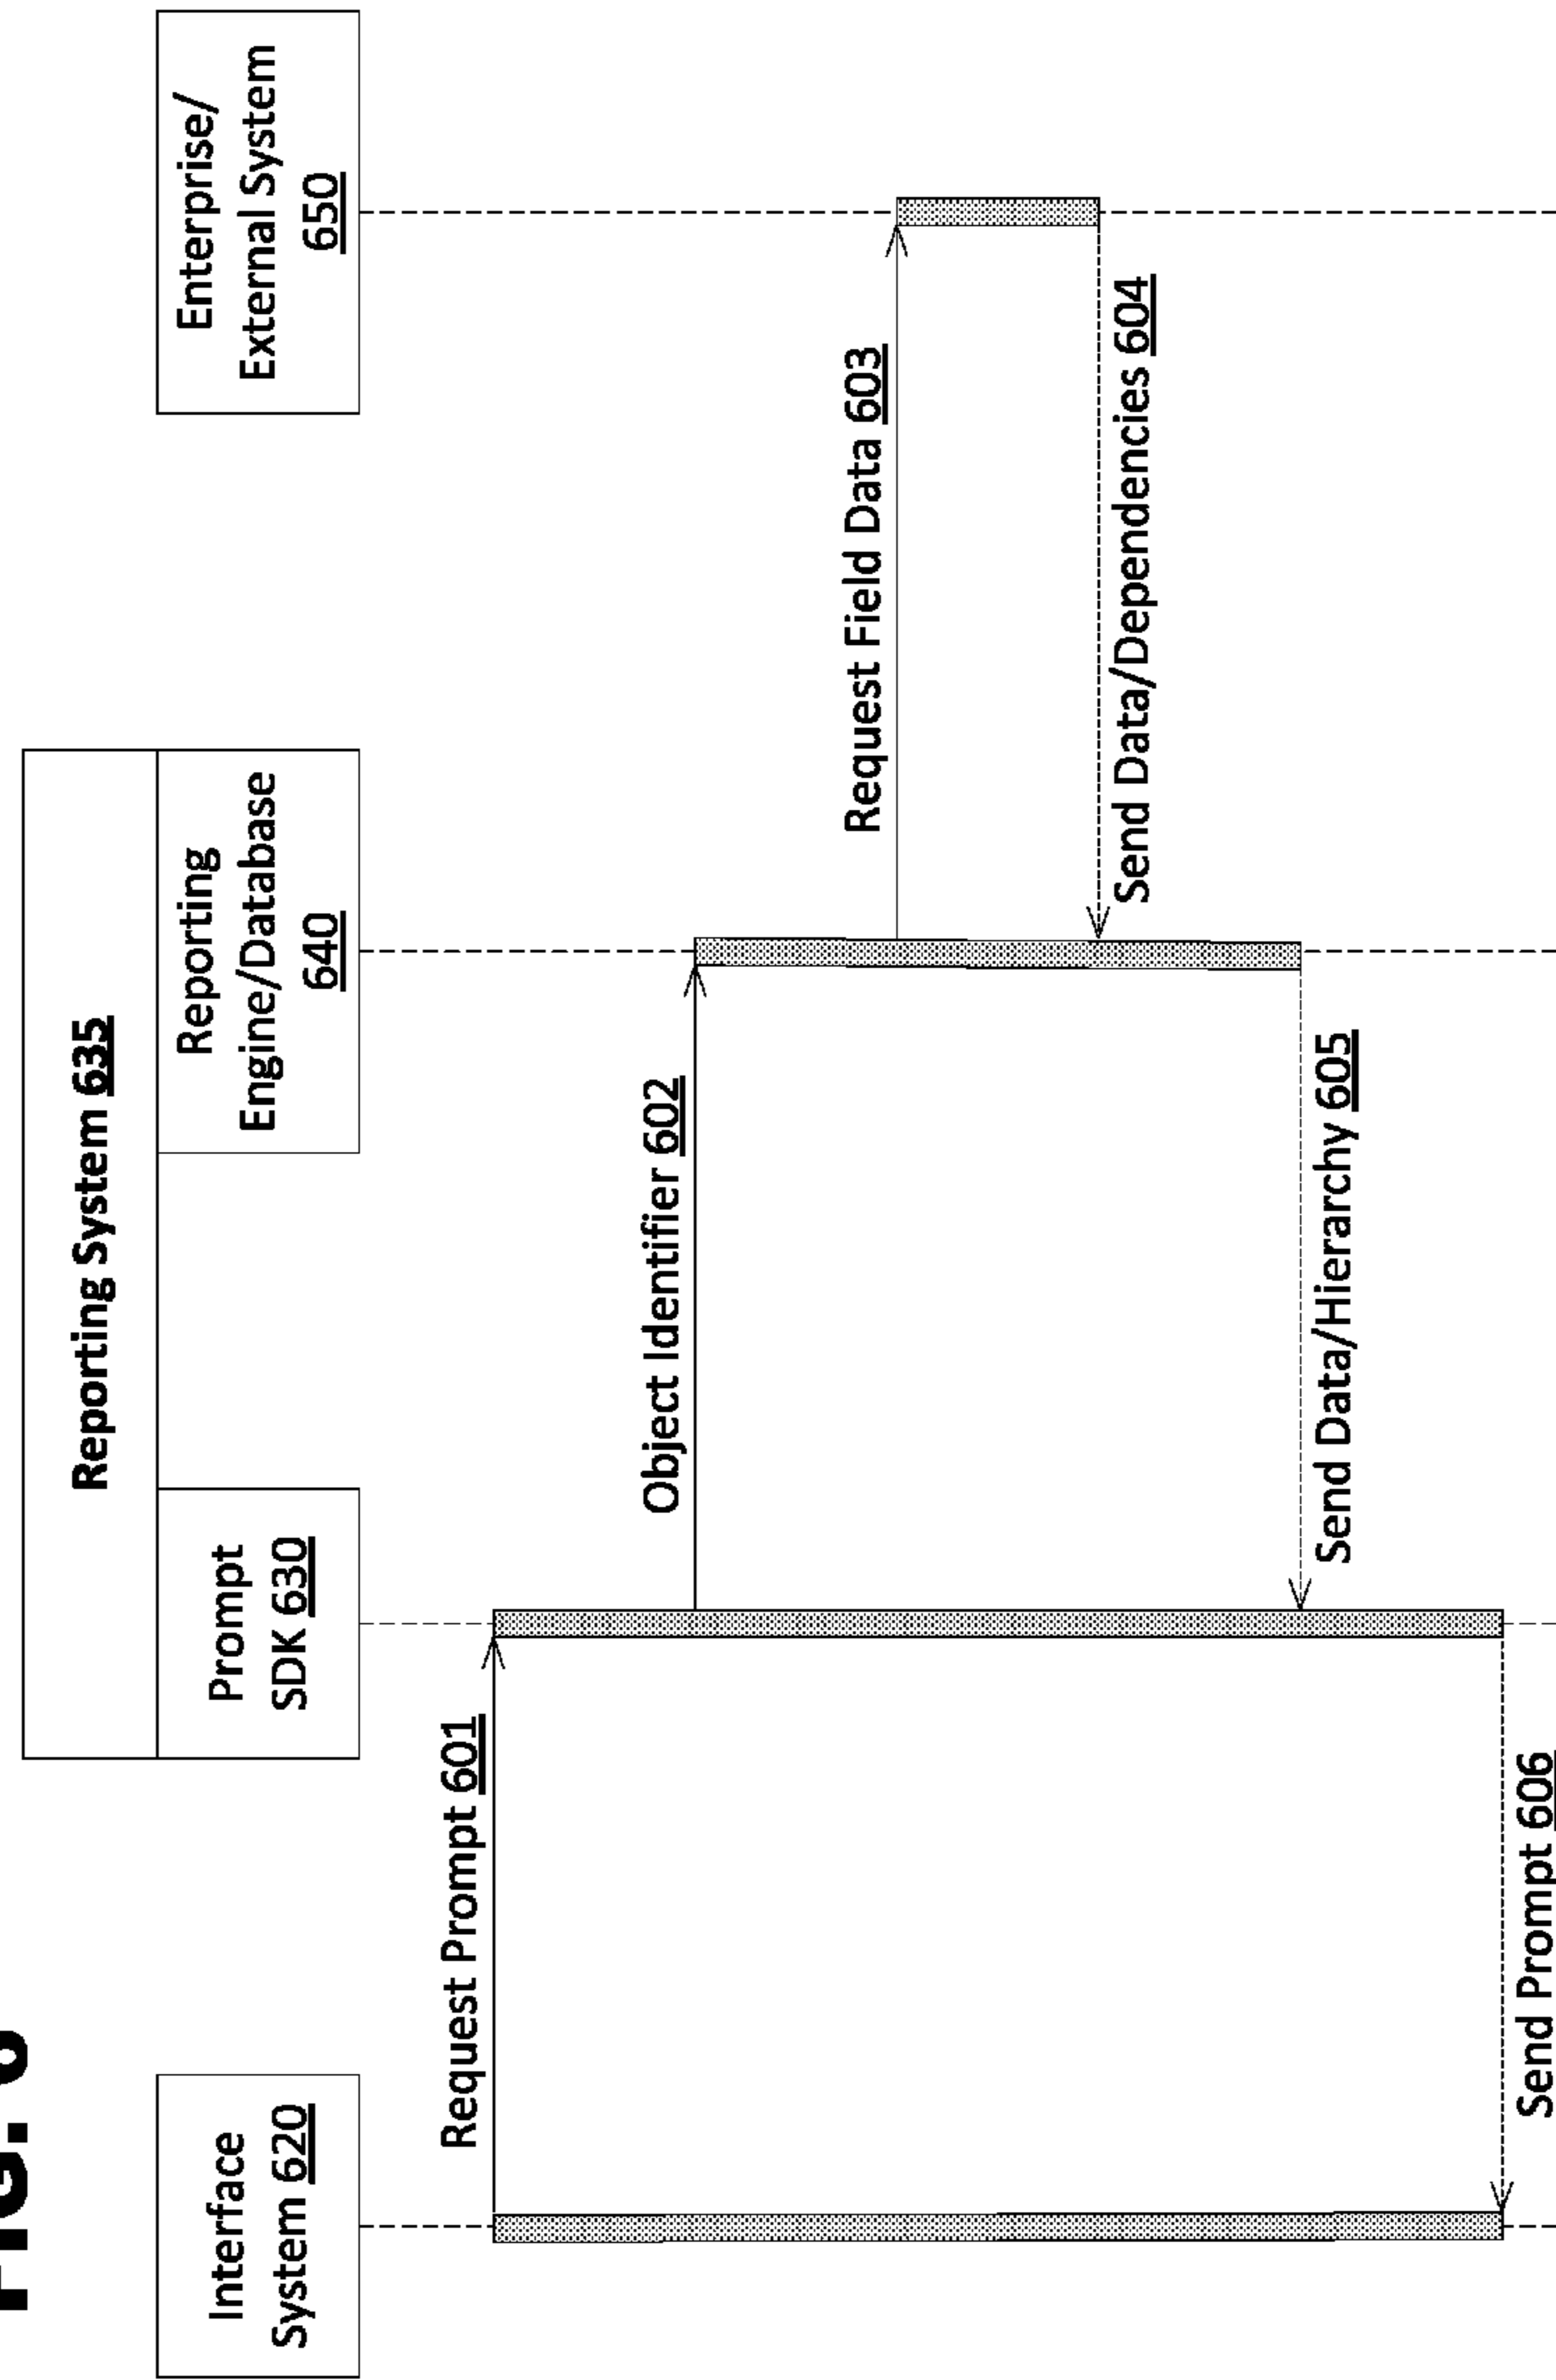 FIG. 6
Reporting System 635
Interface
System 620
Prompt
SDK 630
Reporting
Engine/Database
640
Enterprise/
External System
650
Request Prompt 601
Object Identifier 602
Request Field Data 603
Send Data/Dependencies 604
Send Data/Hierarchy 605
Send Prompt 606